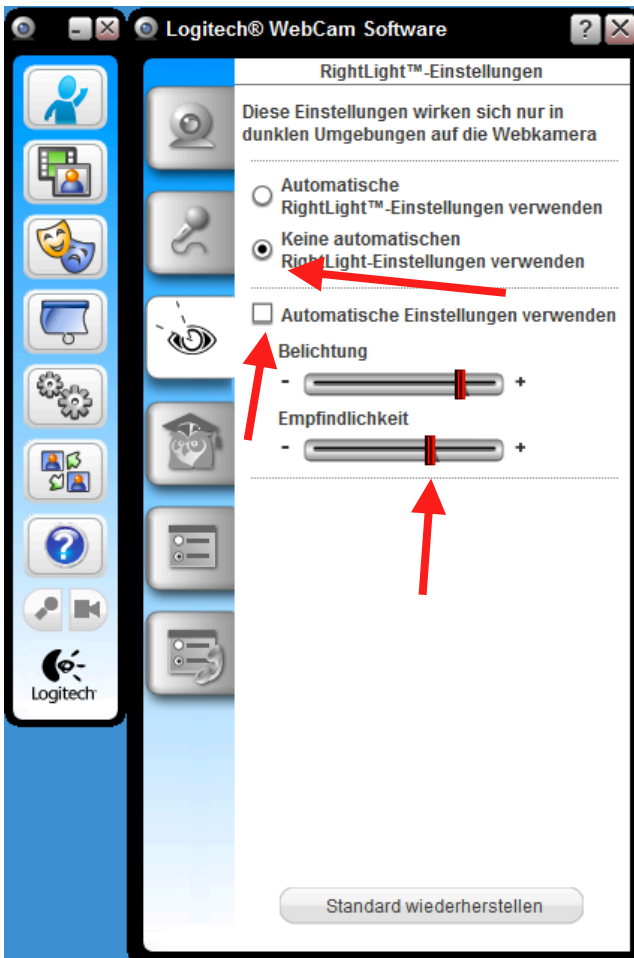 Logitech® WebCam Software
RightLight™-Einstellungen
Diese Einstellungen wirken sich nur in
dunklen Umgebungen auf die Webkamera
Automatische
RightLight™-Einstellungen verwenden
Keine automatischen
RightLight-Einstellungen verwenden
Automatische Einstellungen verwenden
Belichtung
- +
Empfindlichkeit
- +
Standard wiederherstellen
Logitech